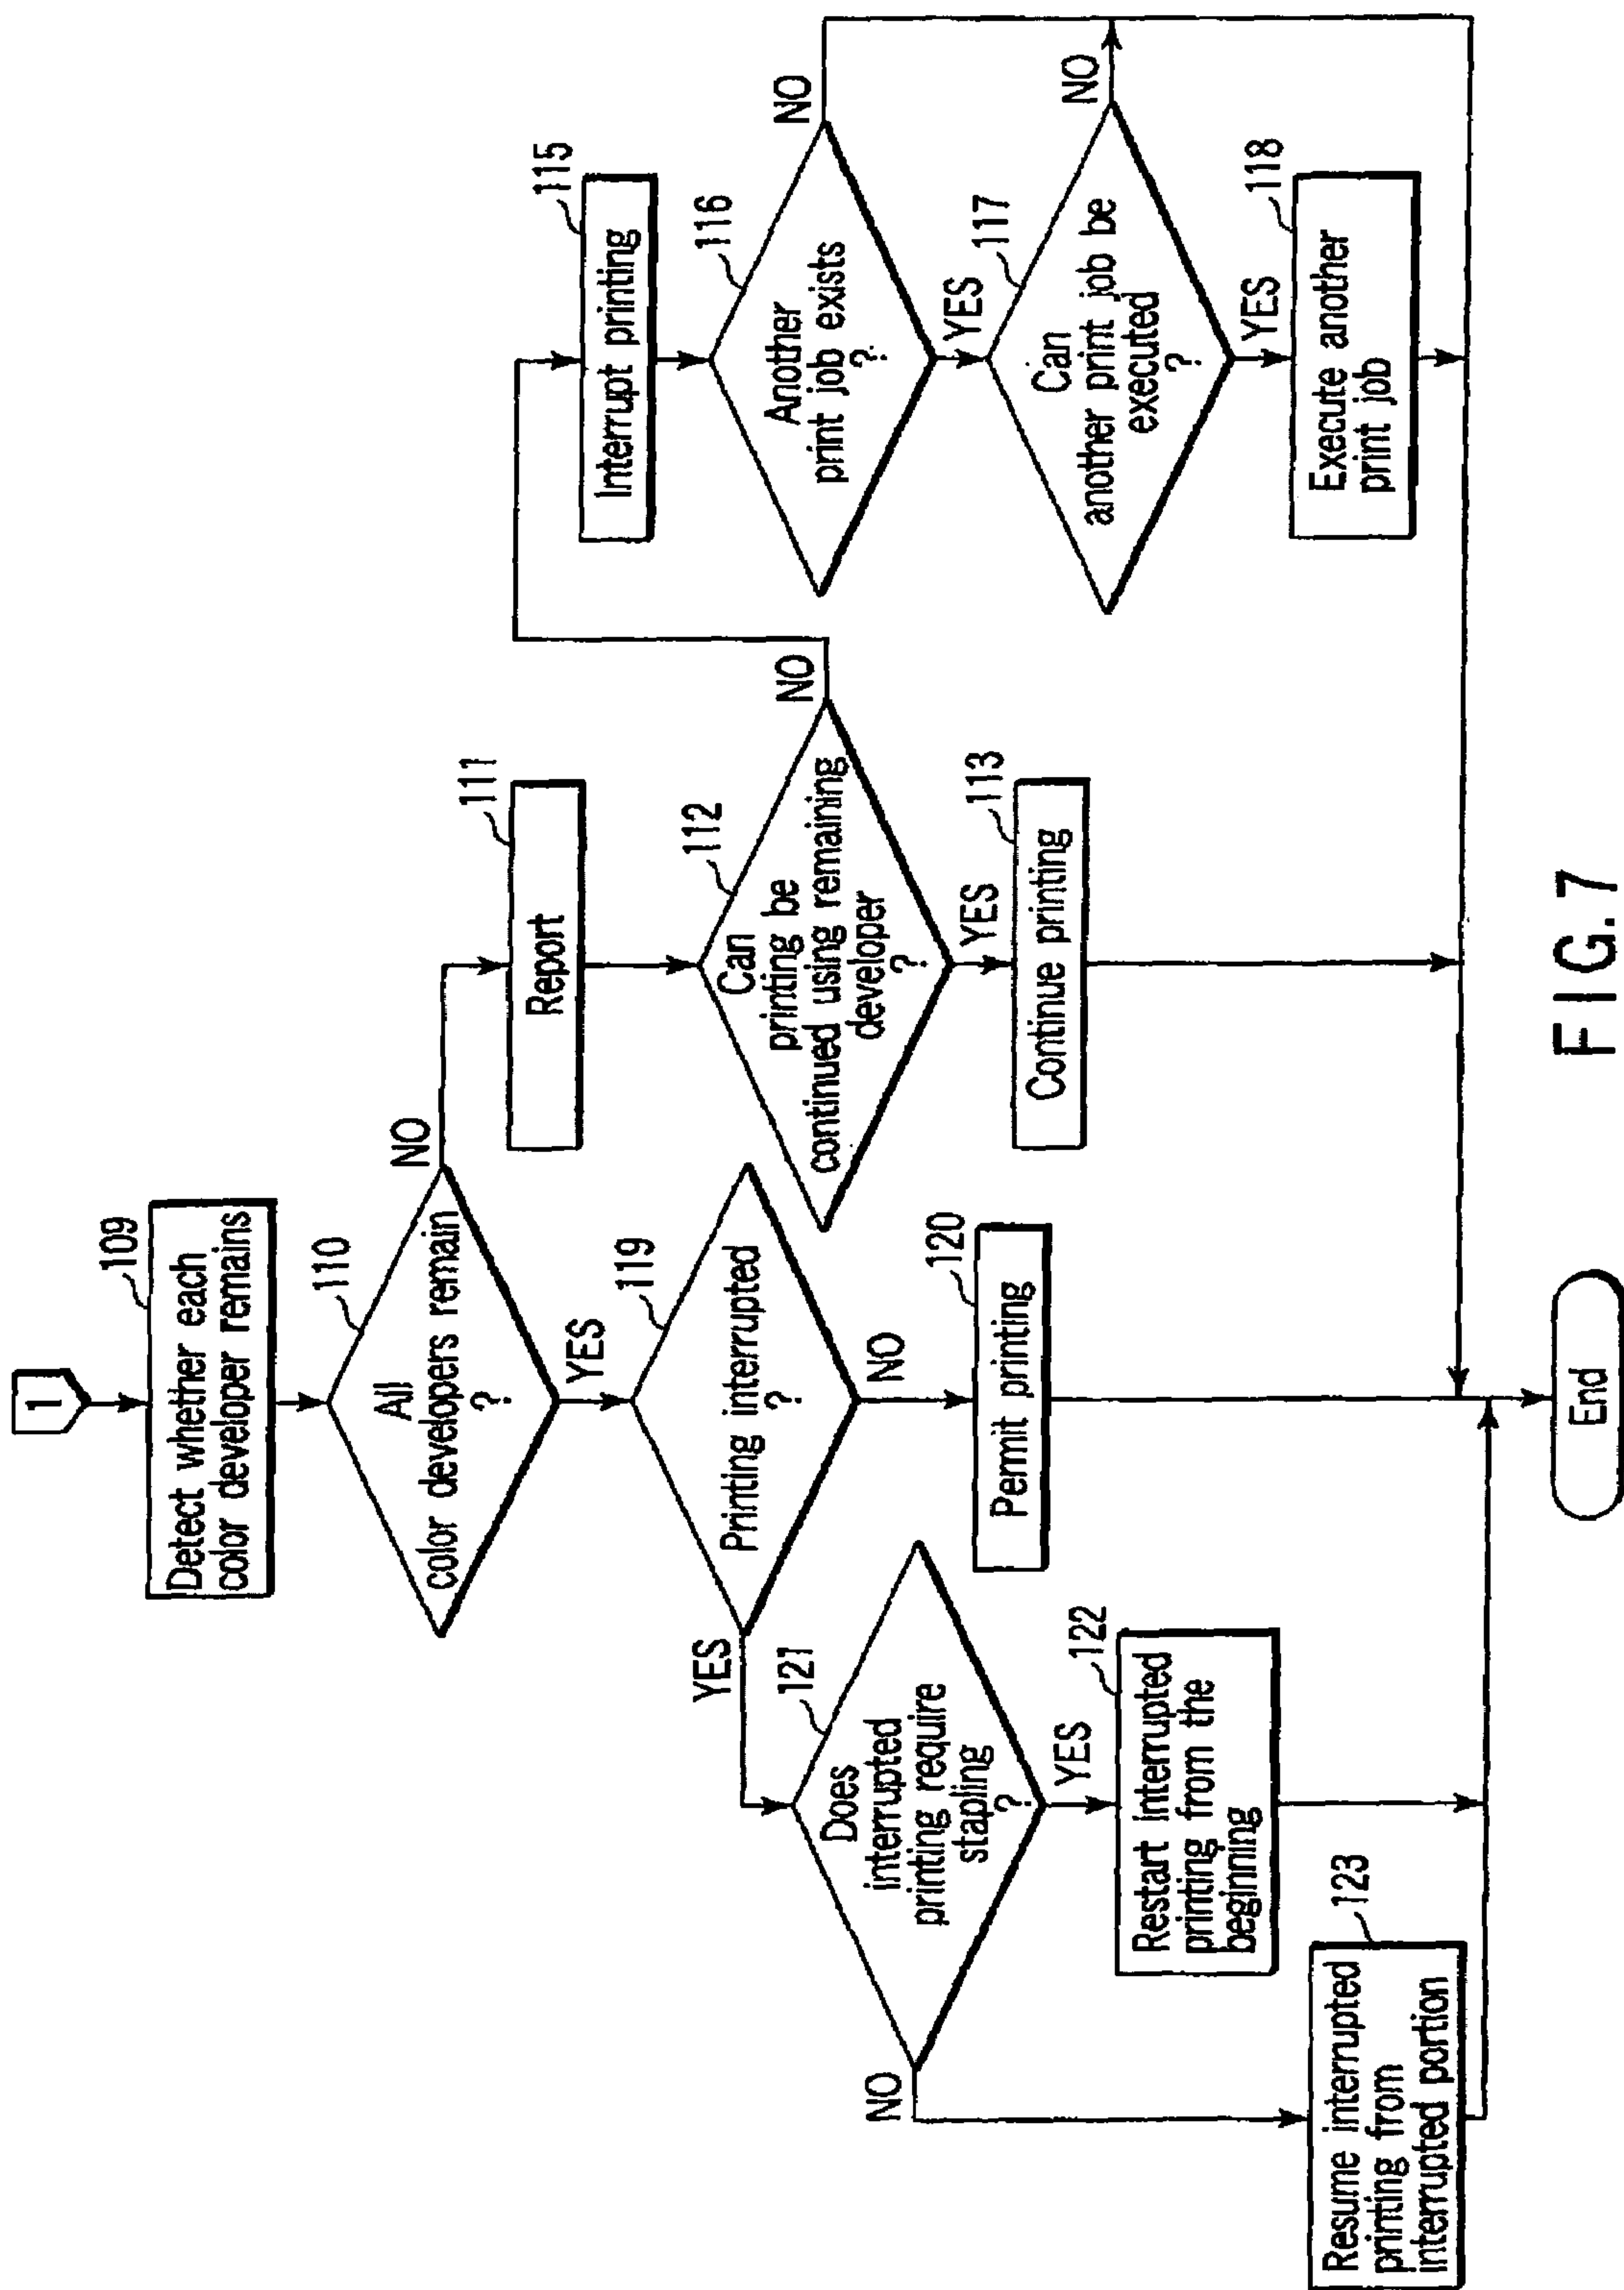 1
109
Detect whether each
color developer remains
110
All
color developers remain
?
NO
YES
111
Report
112
Can
printing be
continued using remaining
developer
?
NO
YES
113
Continue printing
115
Interrupt printing
116
Another
print job exists
?
NO
YES
117
Can
another print job be
executed
?
NO
YES
118
Execute another
print job
119
Printing interrupted
?
YES
NO
120
Permit printing
121
Does
interrupted
printing require
stapling
?
NO
YES
122
Restart interrupted
printing from the
beginning
123
Resume interrupted
printing from
interrupted portion
End
FIG. 7